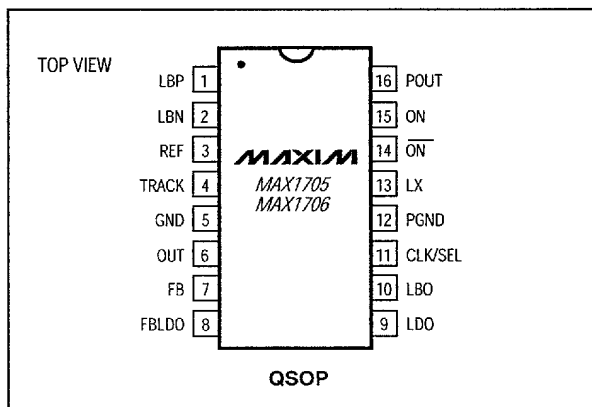 TOP VIEW
LBP 1
LBN 2
REF 3
TRACK 4
GND 5
OUT 6
FB 7
FBLDO 8
MAXIM
MAX1705
MAX1706
16 POUT
15 ON
14 O̅N̅
13 LX
12 PGND
11 CLK/SEL
10 LBO
9 LDO
QSOP